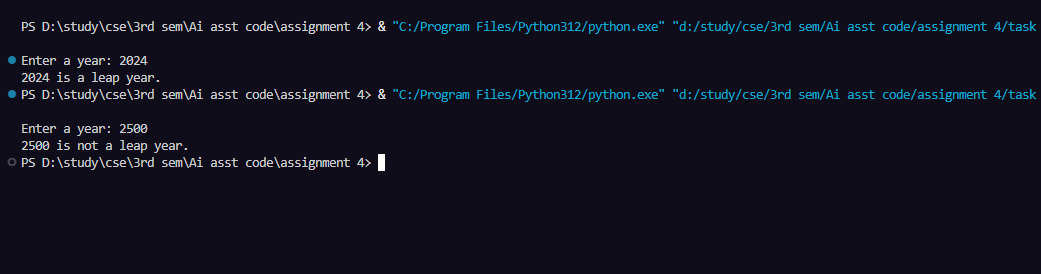 PS D:\study\cse\3rd sem\Ai asst code\assignment 4> & "C:/Program Files/Python312/python.exe" "d:/study/cse/3rd sem/Ai asst code/assignment 4/task
Enter a year: 2024
2024 is a leap year.
PS D:\study\cse\3rd sem\Ai asst code\assignment 4> & "C:/Program Files/Python312/python.exe" "d:/study/cse/3rd sem/Ai asst code/assignment 4/task
Enter a year: 2500
2500 is not a leap year.
PS D:\study\cse\3rd sem\Ai asst code\assignment 4>